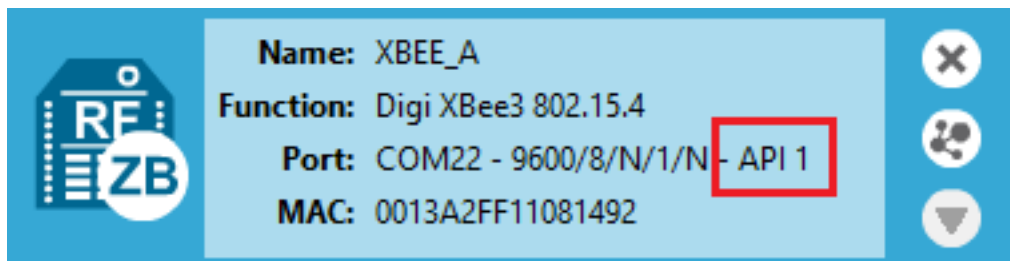 RF
ZB
Name: XBEE_A
Function: Digi XBee3 802.15.4
Port: COM22 - 9600/8/N/1/N - API 1
MAC: 0013A2FF11081492